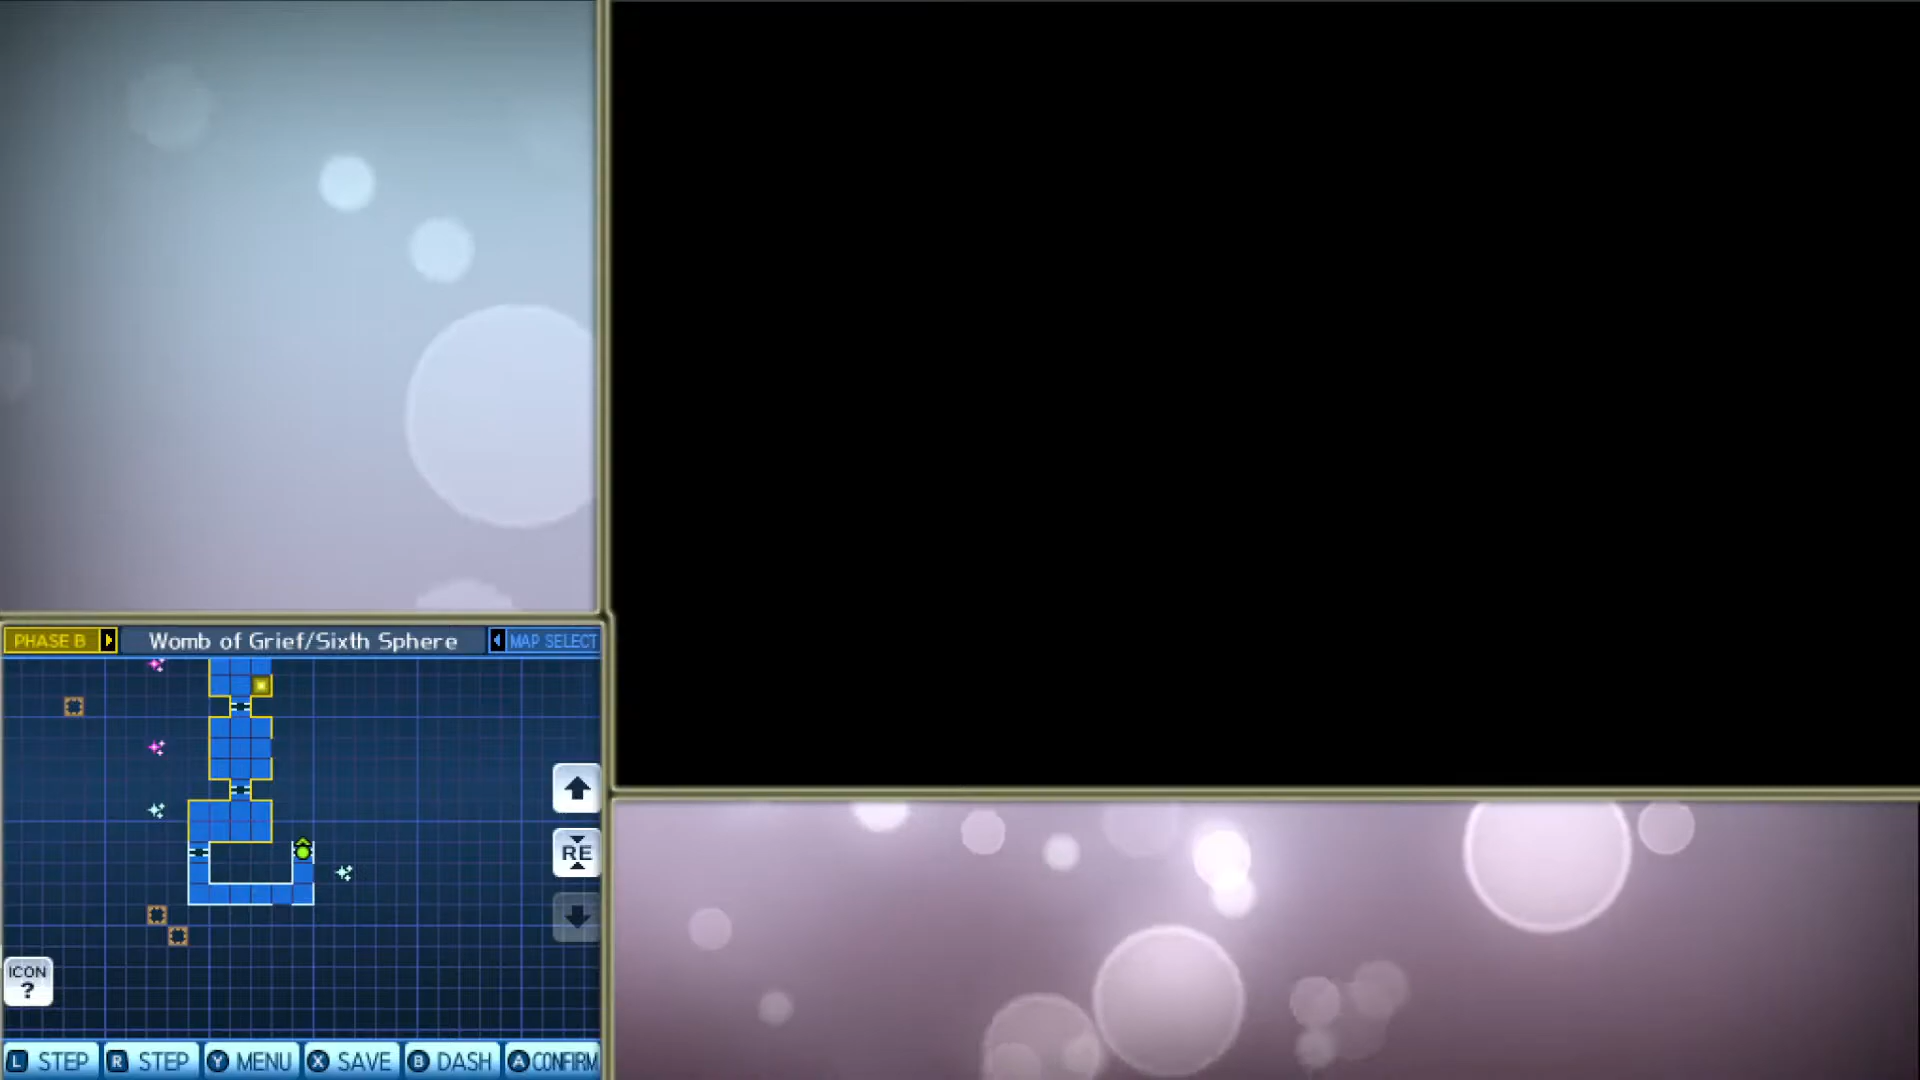 PHASE B
Womb of Grief/Sixth Sphere
MAP SELECT
RE
ICON
?
L STEP
R STEP
Y MENU
X SAVE
B DASH
A CONFIRM